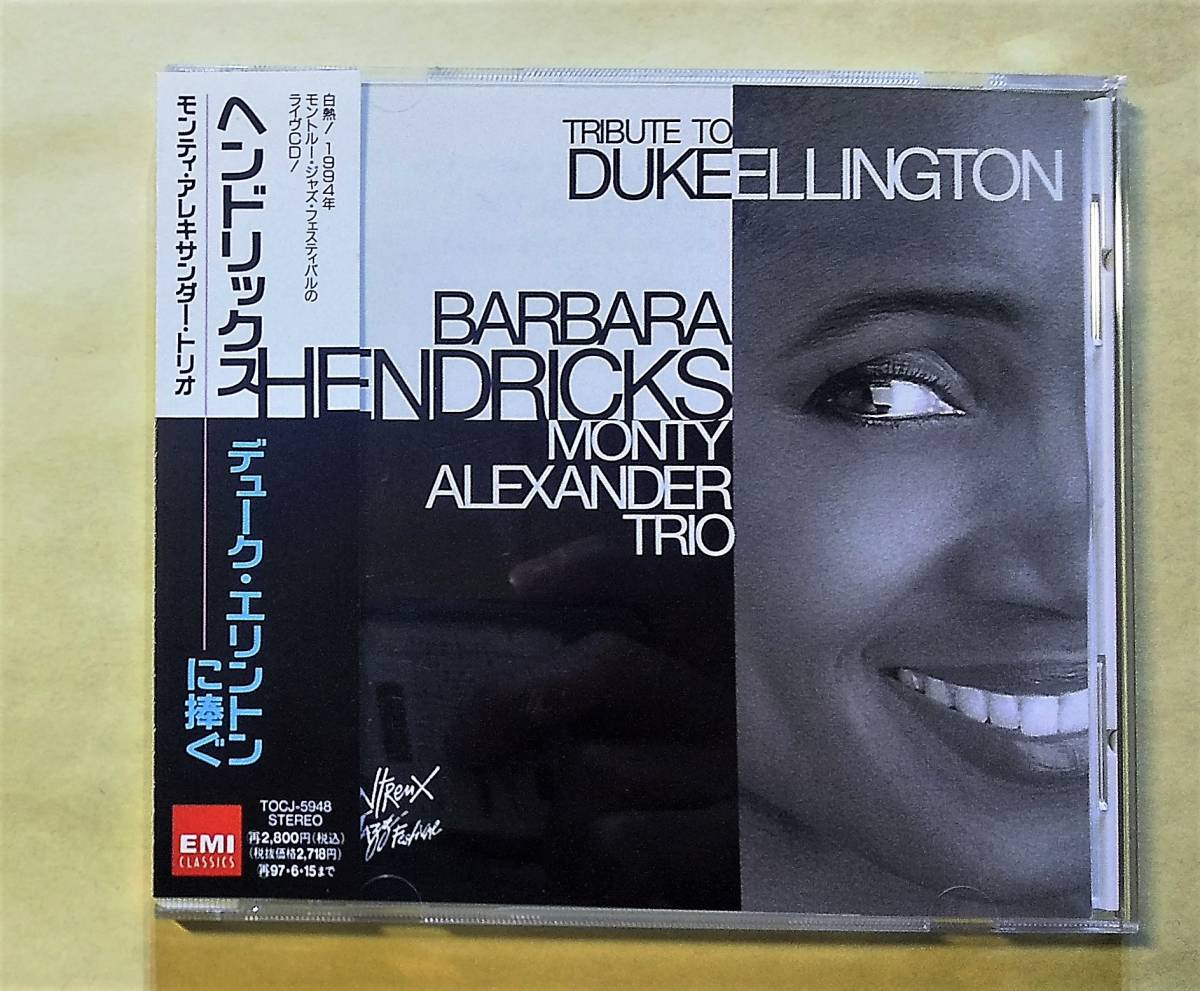 白熱! 1994年
モントルー・ジャズ・フェスティバルの
ライヴCD!
ヘンドリックス
モンティ・アレキサンダー・トリオ
デューク・エリントン
に捧ぐ
EMI
CLASSICS
TOCJ-5948
STEREO
再2,800円(税込)
(税抜価格2,718円)
再97・6・15まで
TRIBUTE TO
DUKE ELLINGTON
BARBARA
HENDRICKS
MONTY
ALEXANDER
TRIO